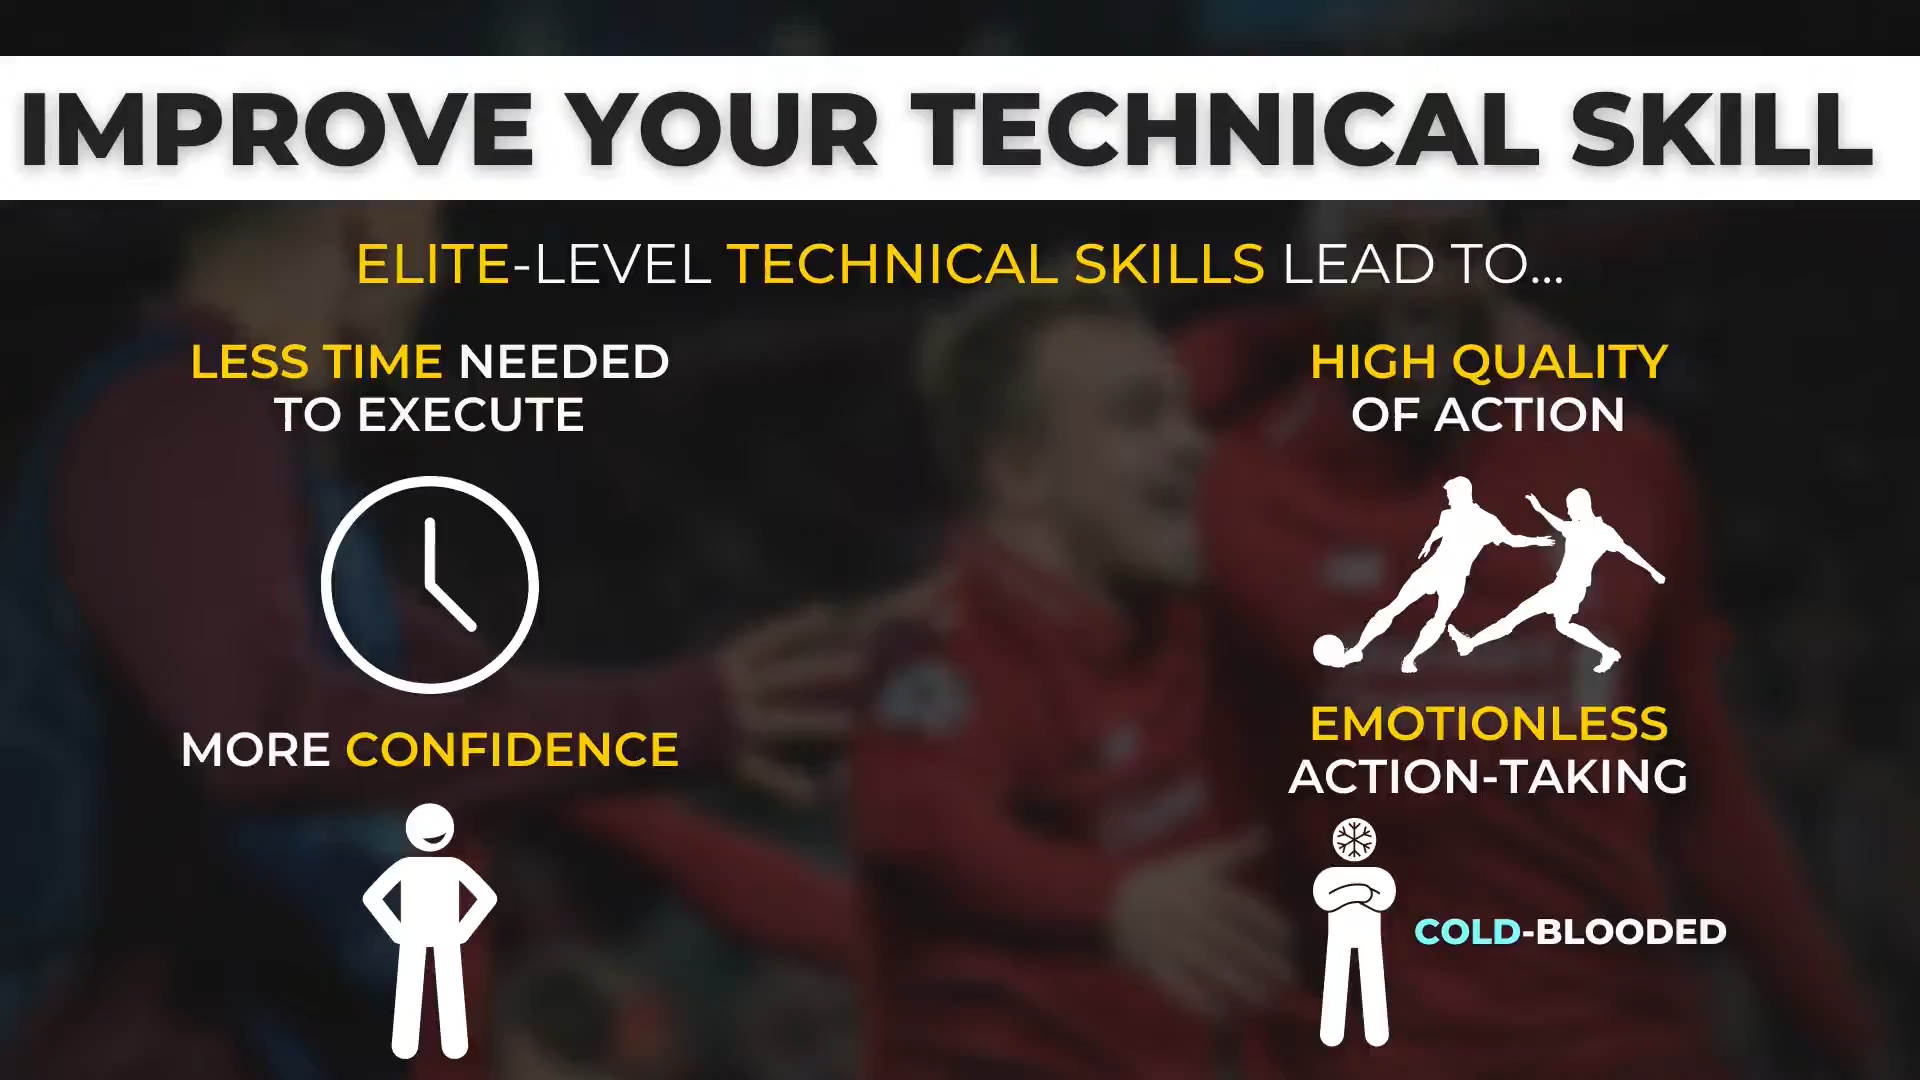 IMPROVE YOUR TECHNICAL SKILL
ELITE-LEVEL TECHNICAL SKILLS LEAD TO...
LESS TIME NEEDED
TO EXECUTE
HIGH QUALITY
OF ACTION
MORE CONFIDENCE
EMOTIONLESS
ACTION-TAKING
COLD-BLOODED